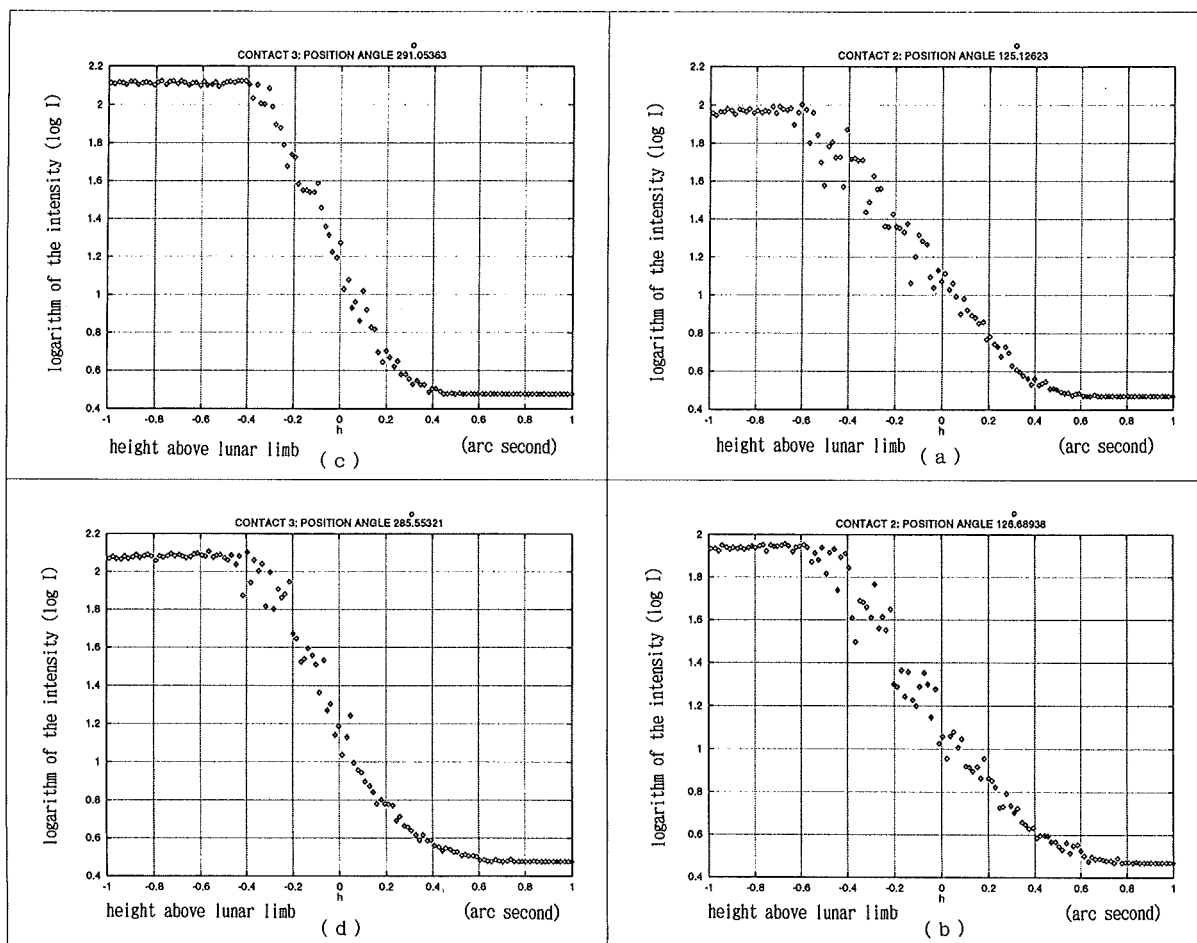 CONTACT 3: POSITION ANGLE 291.05363°
logarithm of the intensity (log I)
2.2
2
1.8
1.6
1.4
1.2
1
0.8
0.6
0.4
-1 -0.8 -0.6 -0.4 -0.2 0 0.2 0.4 0.6 0.8 1
h
height above lunar limb (c) (arc second)
CONTACT 2: POSITION ANGLE 125.12623°
logarithm of the intensity (log I)
2.2
2
1.8
1.6
1.4
1.2
1
0.8
0.6
0.4
-1 -0.8 -0.6 -0.4 -0.2 0 0.2 0.4 0.6 0.8 1
h
height above lunar limb (a) (arc second)
CONTACT 3: POSITION ANGLE 285.55321°
logarithm of the intensity (log I)
2.2
2
1.8
1.6
1.4
1.2
1
0.8
0.6
0.4
-1 -0.8 -0.6 -0.4 -0.2 0 0.2 0.4 0.6 0.8 1
h
height above lunar limb (d) (arc second)
CONTACT 2: POSITION ANGLE 126.68938°
logarithm of the intensity (log I)
2
1.8
1.6
1.4
1.2
1
0.8
0.6
0.4
-1 -0.8 -0.6 -0.4 -0.2 0 0.2 0.4 0.6 0.8 1
h
height above lunar limb (b) (arc second)